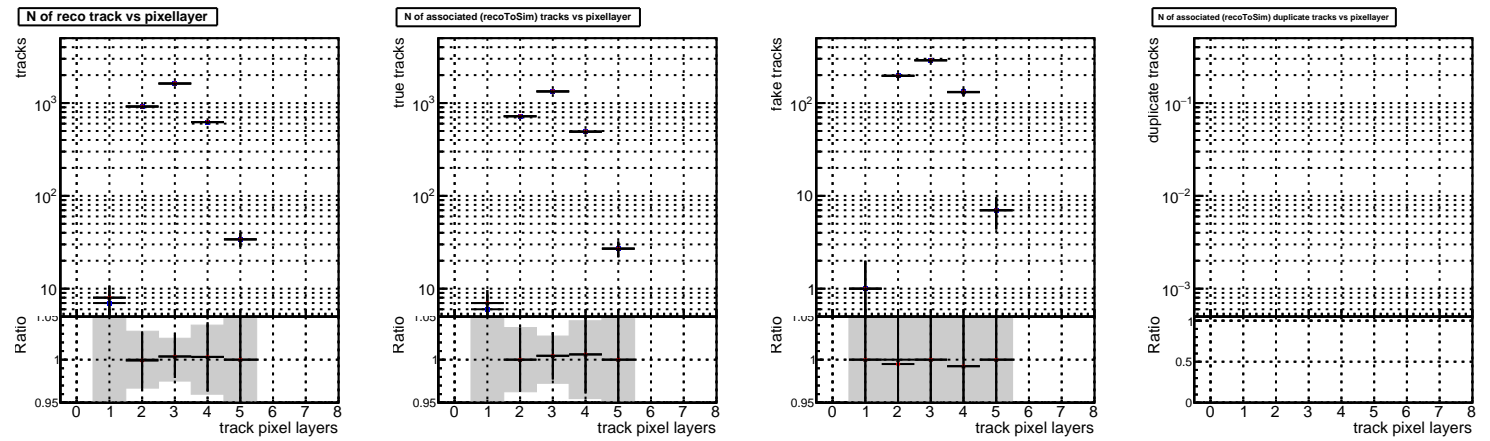 N of reco track vs pixellayer
tracks
10³
10²
10
Ratio
1.05
1
0.95
0 1 2 3 4 5 6 7 8
track pixel layers
N of associated (recoToSim) tracks vs pixellayer
true tracks
10³
10²
10
Ratio
1.05
1
0.95
0 1 2 3 4 5 6 7 8
track pixel layers
fake tracks
10²
10
1
Ratio
1.05
1
0.95
0 1 2 3 4 5 6 7 8
track pixel layers
N of associated (recoToSim) duplicate tracks vs pixellayer
duplicate tracks
10⁻¹
10⁻²
10⁻³
Ratio
1
0.5
0
0 1 2 3 4 5 6 7 8
track pixel layers